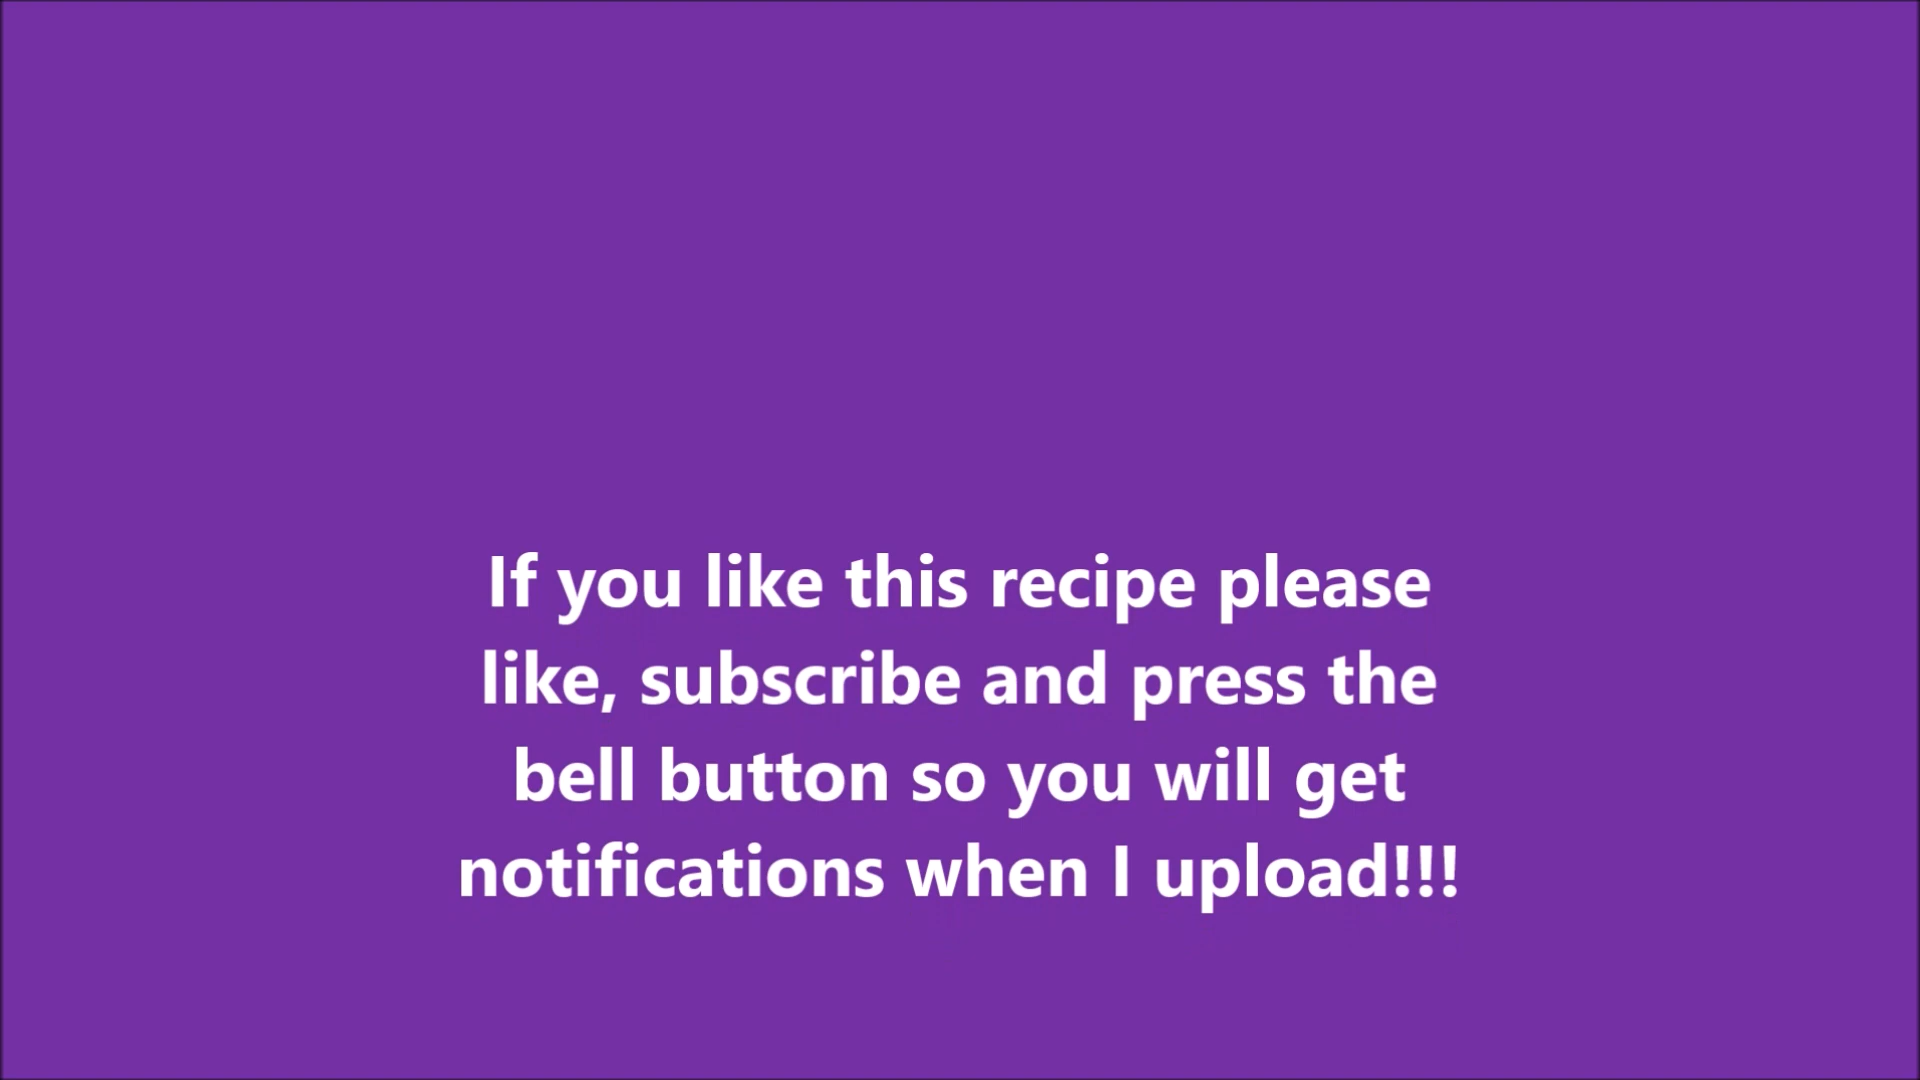 If you like this recipe please
like, subscribe and press the
bell button so you will get
notifications when I upload!!!